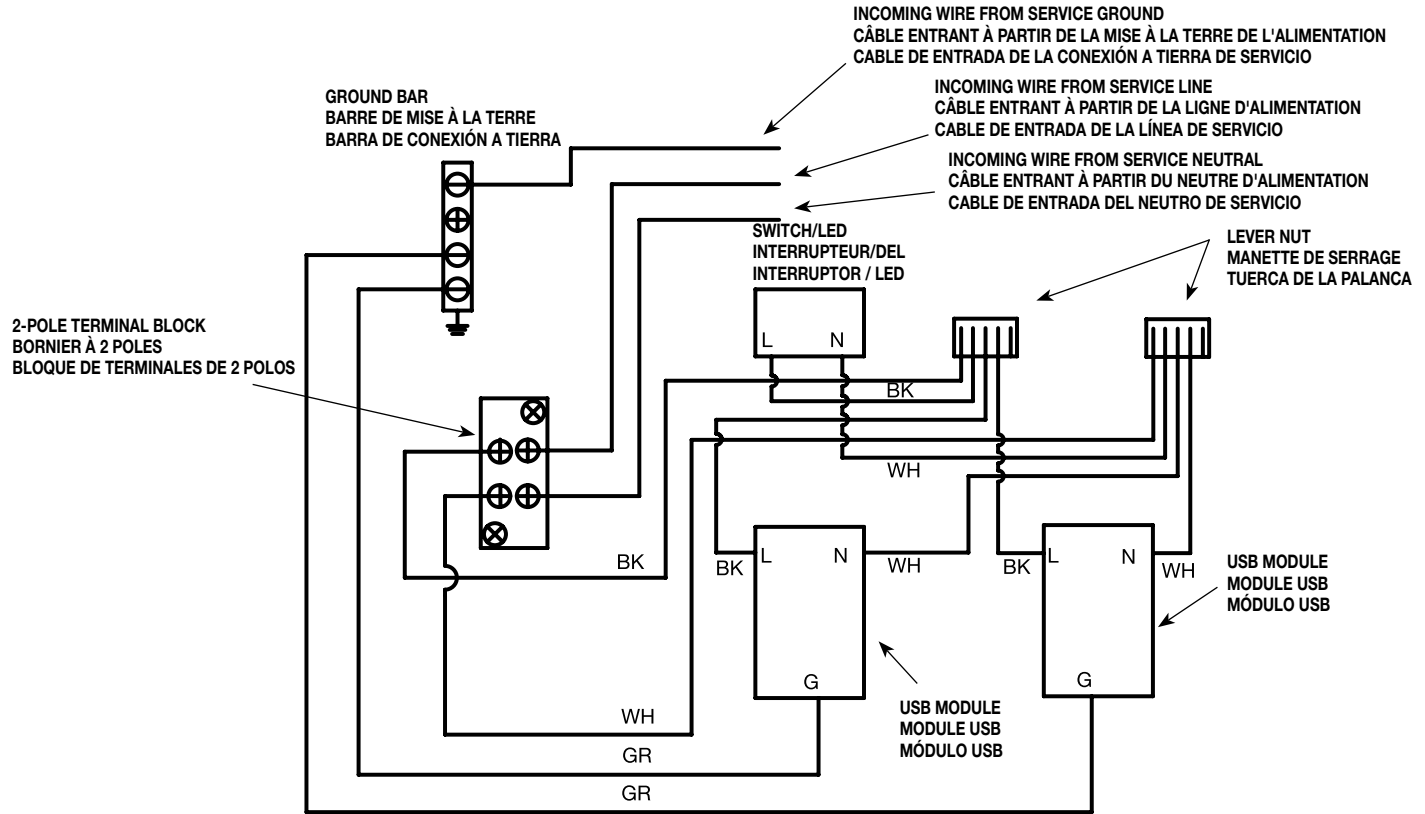 INCOMING WIRE FROM SERVICE GROUND
CÂBLE ENTRANT À PARTIR DE LA MISE À LA TERRE DE L'ALIMENTATION
CABLE DE ENTRADA DE LA CONEXIÓN A TIERRA DE SERVICIO
INCOMING WIRE FROM SERVICE LINE
CÂBLE ENTRANT À PARTIR DE LA LIGNE D'ALIMENTATION
CABLE DE ENTRADA DE LA LÍNEA DE SERVICIO
GROUND BAR
BARRE DE MISE À LA TERRE
BARRA DE CONEXIÓN A TIERRA
INCOMING WIRE FROM SERVICE NEUTRAL
CÂBLE ENTRANT À PARTIR DU NEUTRE D'ALIMENTATION
CABLE DE ENTRADA DEL NEUTRO DE SERVICIO
SWITCH/LED
INTERRUPTEUR/DEL
INTERRUPTOR / LED
LEVER NUT
MANETTE DE SERRAGE
TUERCA DE LA PALANCA
2-POLE TERMINAL BLOCK
BORNIER À 2 POLES
BLOQUE DE TERMINALES DE 2 POLOS
L N
BK
WH
BK
BK
L N
WH
BK
L N
WH
USB MODULE
MODULE USB
MÓDULO USB
G
G
USB MODULE
MODULE USB
MÓDULO USB
WH
GR
GR